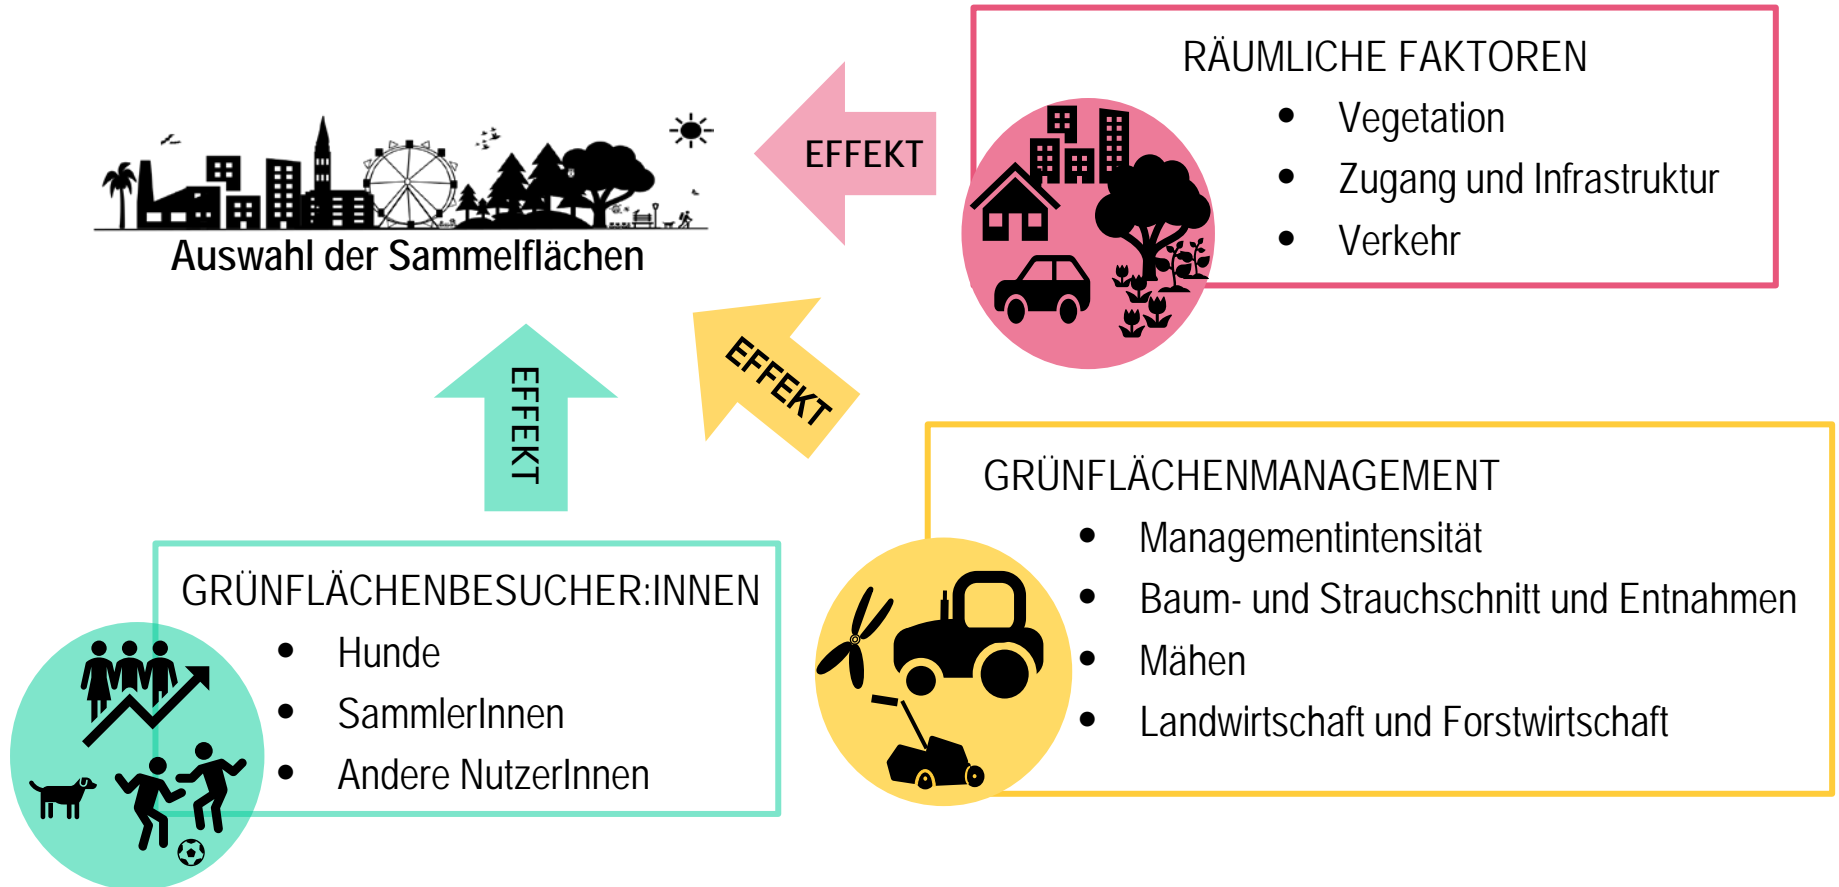 Auswahl der Sammelflächen
EFFEKT
RÄUMLICHE FAKTOREN
• Vegetation
• Zugang und Infrastruktur
• Verkehr
EFFEKT
GRÜNFLÄCHENMANAGEMENT
• Managementintensität
• Baum- und Strauchschnitt und Entnahmen
• Mähen
• Landwirtschaft und Forstwirtschaft
EFFEKT
GRÜNFLÄCHENBESUCHER:INNEN
• Hunde
• SammlerInnen
• Andere NutzerInnen